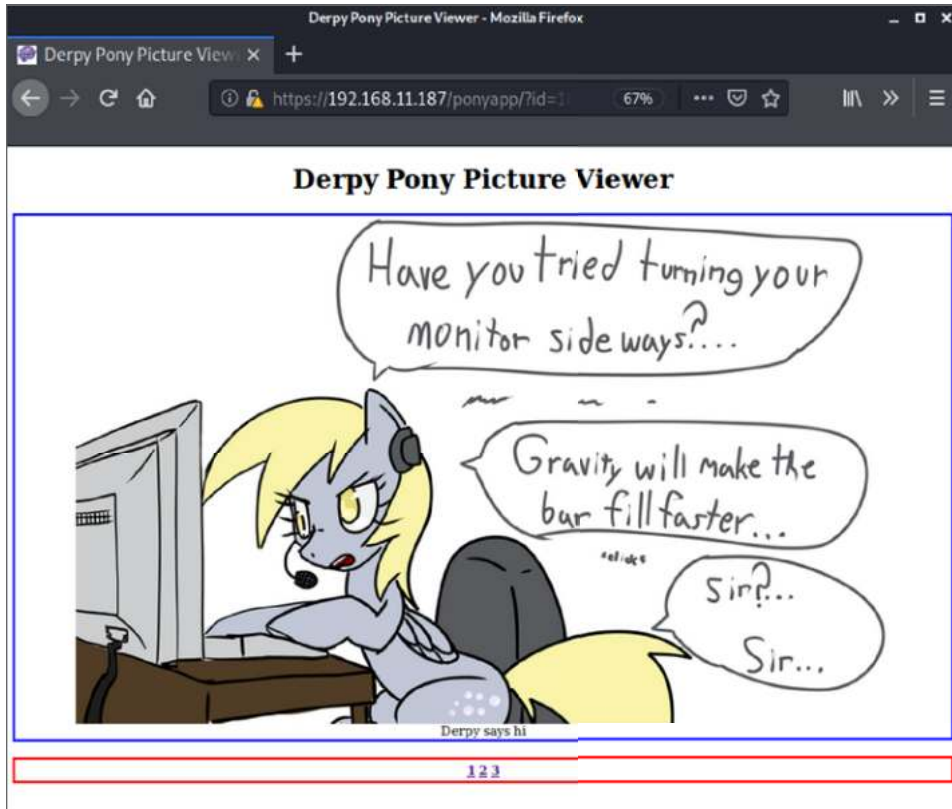 Derpy Pony Picture Viewer - Mozilla Firefox
Derpy Pony Picture View
https://192.168.11.187/ponyapp/?id=1
67%
Derpy Pony Picture Viewer
Have you tried turning your
monitor sideways?....
Gravity will make the
bar fill faster...
*click*
Sir?...
Sir...
Derpy says hi
1 2 3